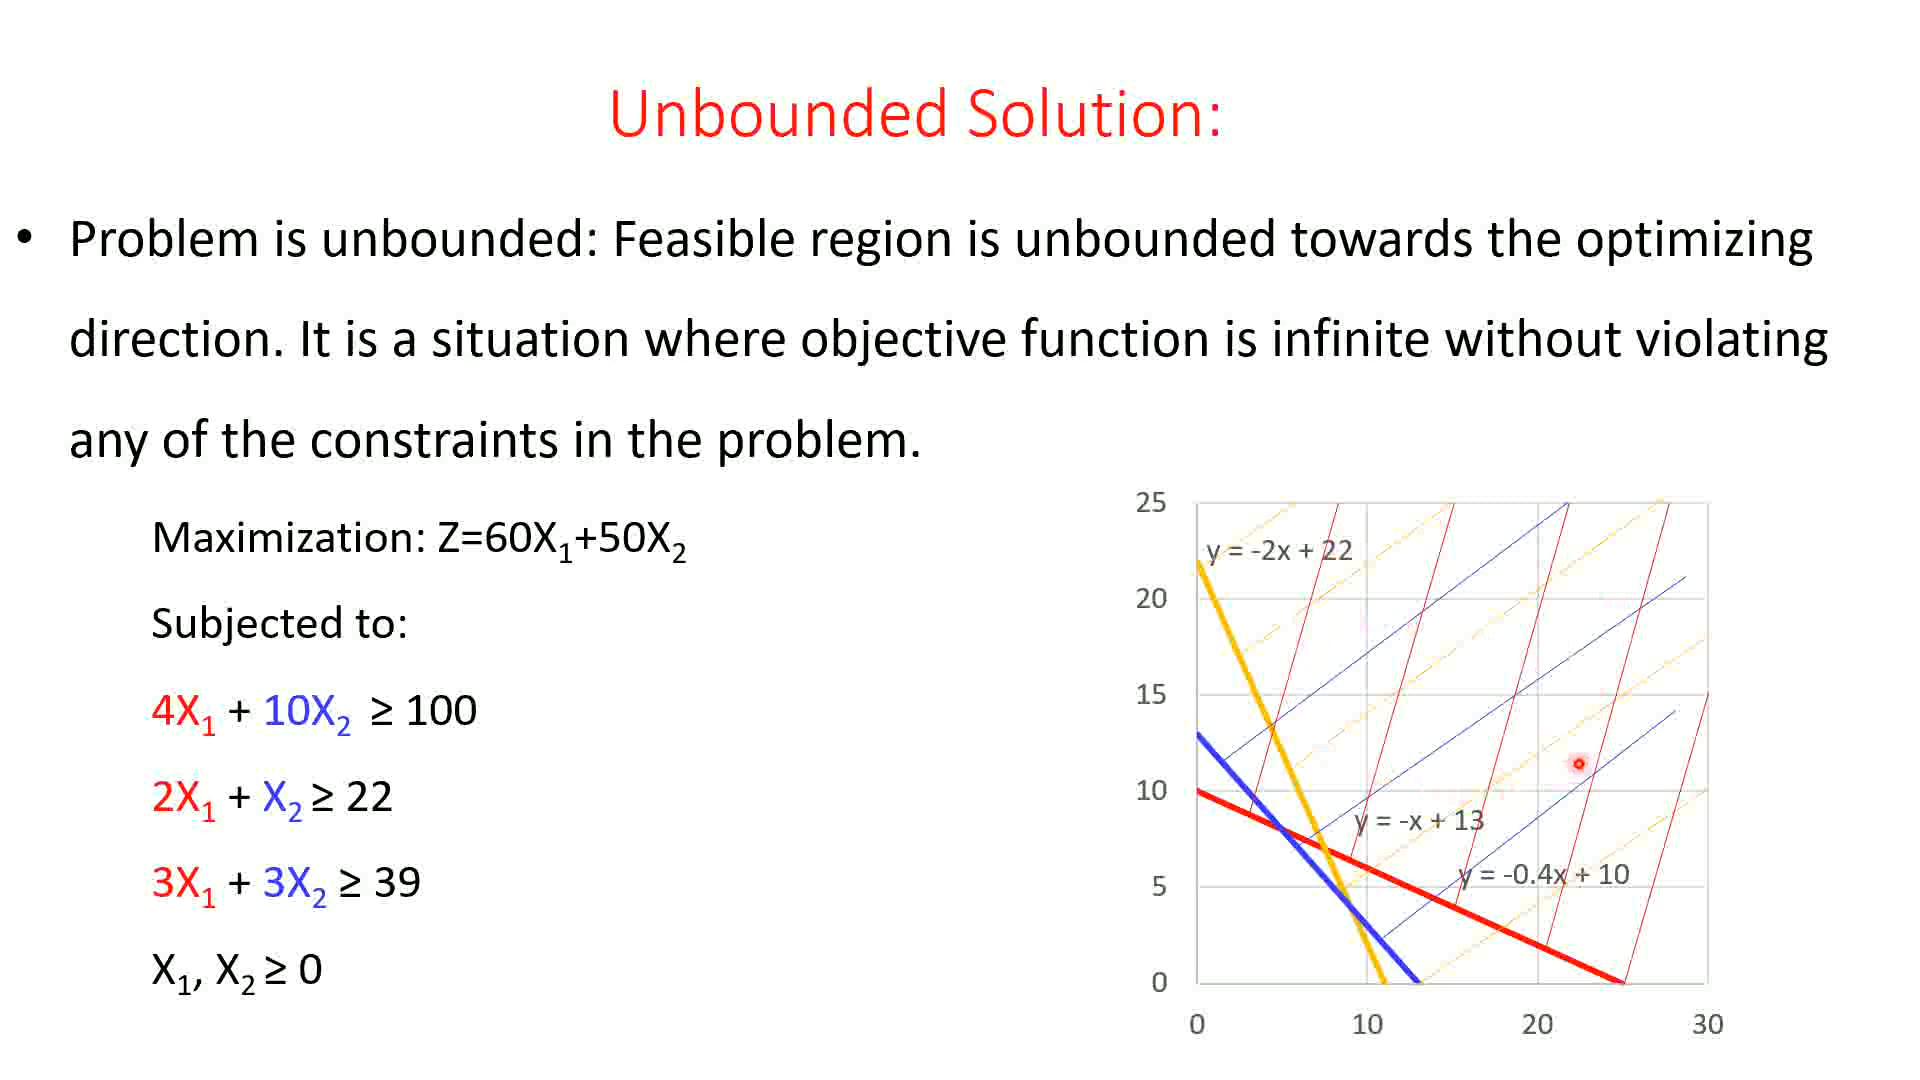 Unbounded Solution:
• Problem is unbounded: Feasible region is unbounded towards the optimizing
direction. It is a situation where objective function is infinite without violating
any of the constraints in the problem.
Maximization: Z=60X₁+50X₂
Subjected to:
4X₁ + 10X₂ ≥ 100
2X₁ + X₂ ≥ 22
3X₁ + 3X₂ ≥ 39
X₁, X₂ ≥ 0
25
y = -2x + 22
20
15
10
y = -x + 13
5
y = -0.4x + 10
0
0 10 20 30